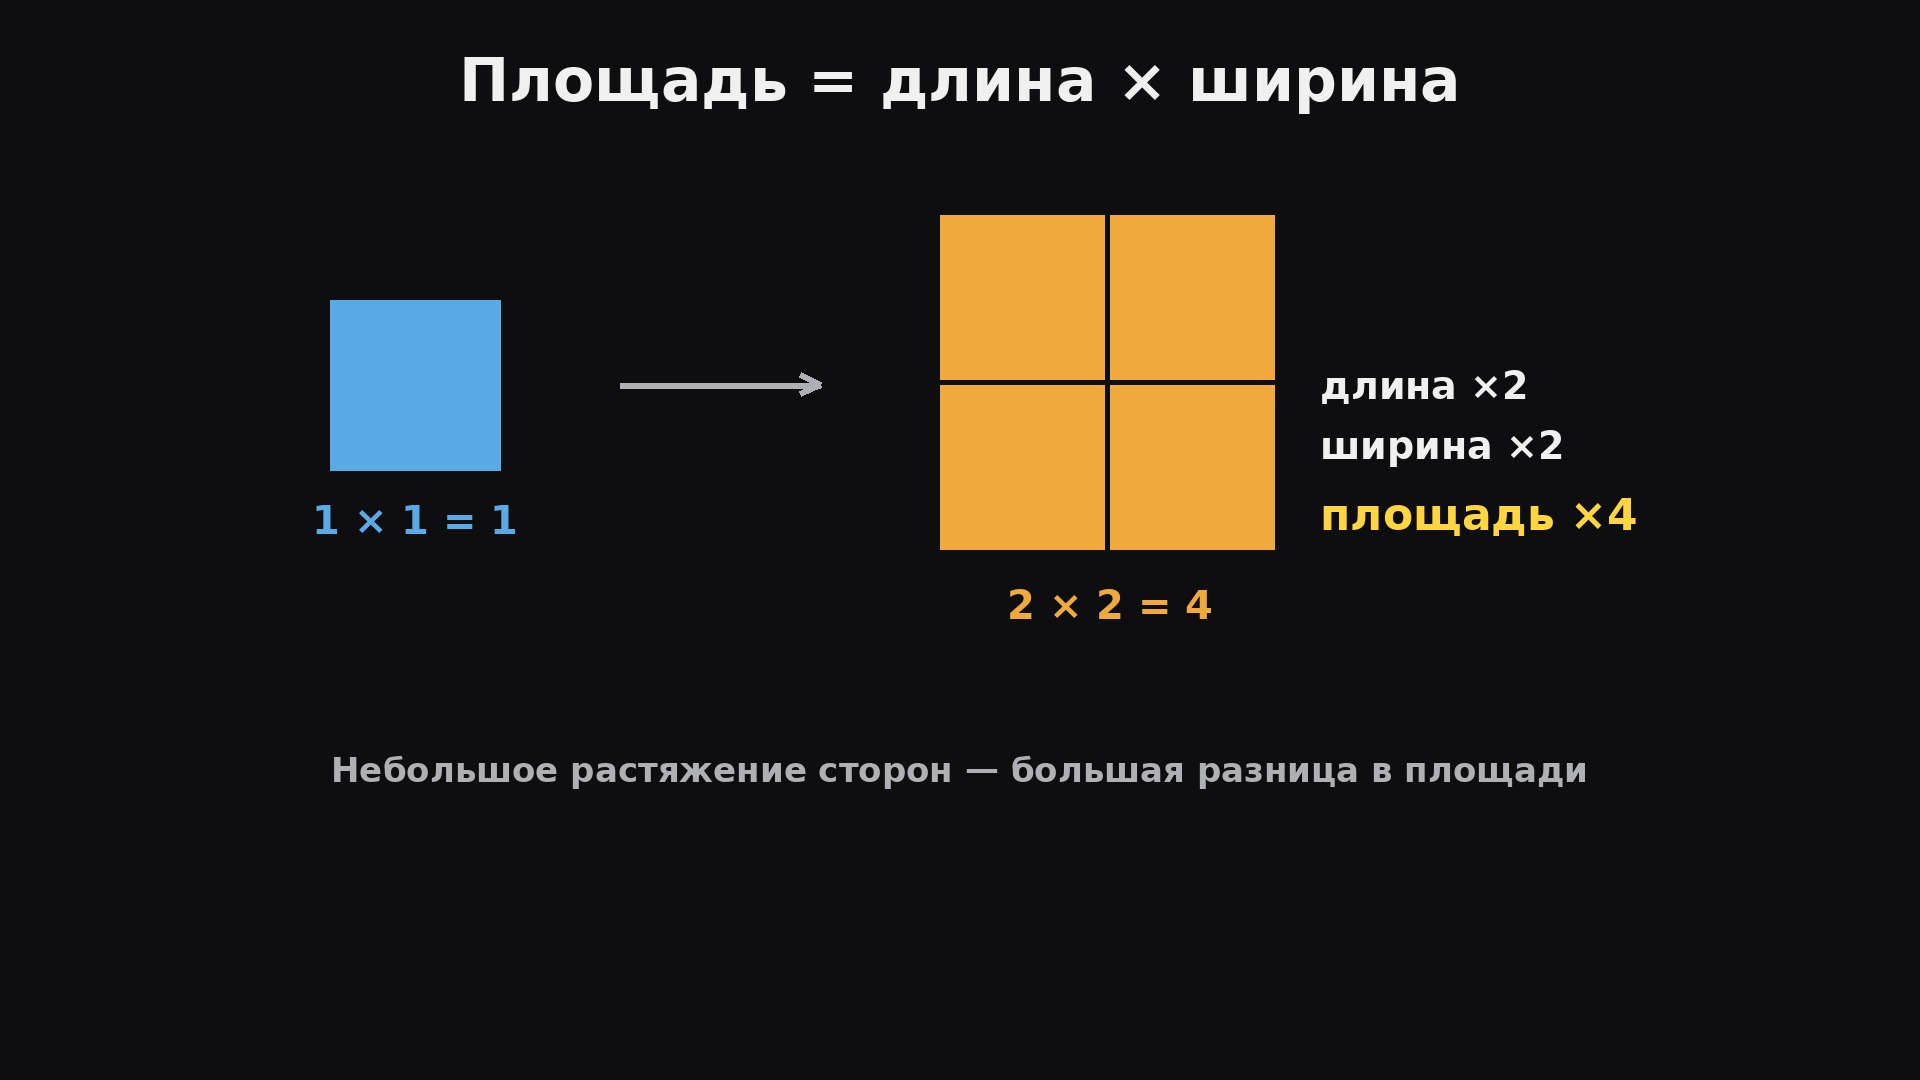 Площадь = длина × ширина
длина ×2
ширина ×2
площадь ×4
1 × 1 = 1
2 × 2 = 4
Небольшое растяжение сторон — большая разница в площади